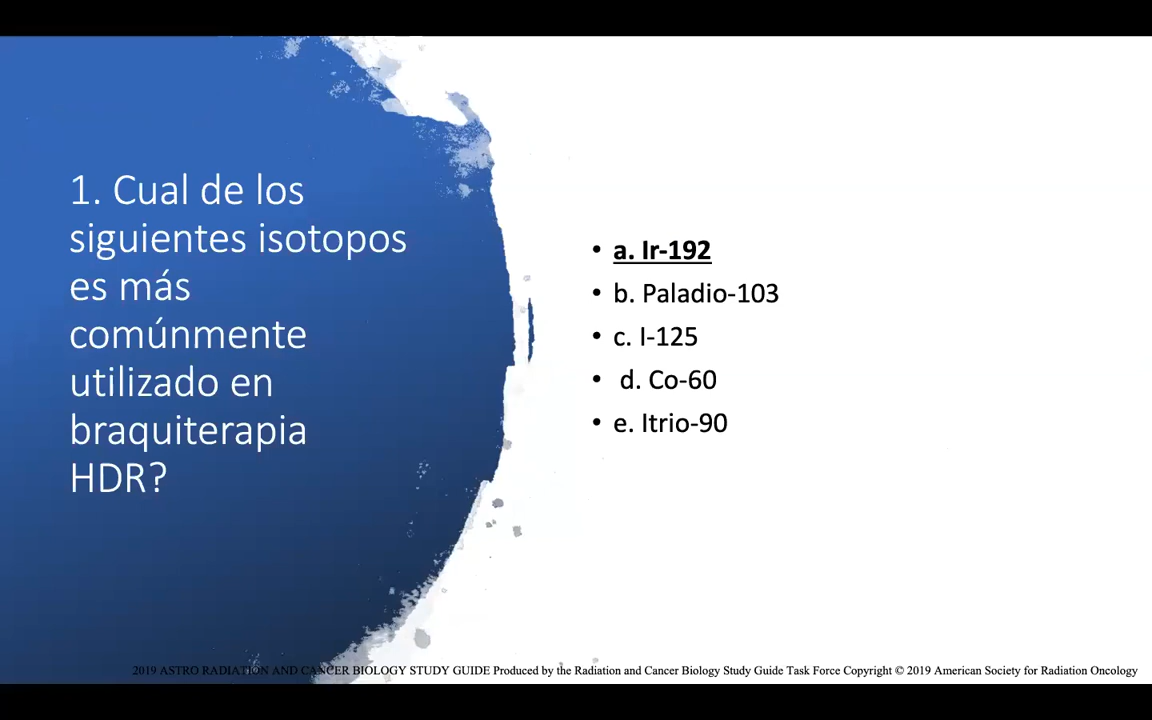 1. Cual de los
siguientes isotopos
es más
comúnmente
utilizado en
braquiterapia
HDR?
• a. Ir-192
• b. Paladio-103
• c. I-125
• d. Co-60
• e. Itrio-90
2019 ASTRO RADIATION AND CANCER BIOLOGY STUDY GUIDE Produced by the Radiation and Cancer Biology Study Guide Task Force Copyright © 2019 American Society for Radiation Oncology